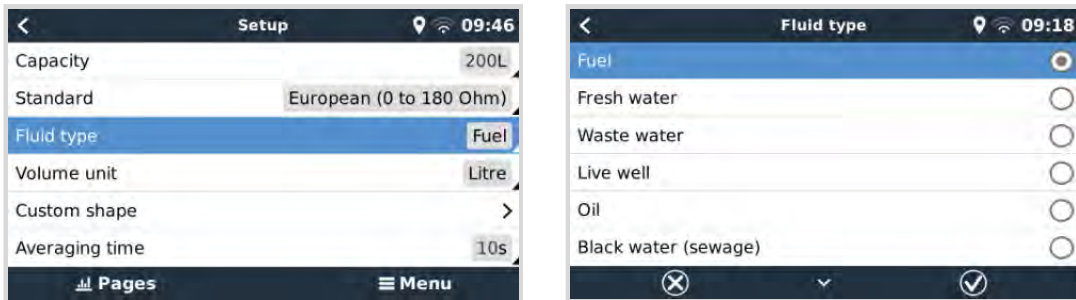 Setup 09:46
Capacity 200L
Standard European (0 to 180 Ohm)
Fluid type Fuel
Volume unit Litre
Custom shape
Averaging time 10s
Pages Menu
Fluid type 09:18
Fuel
Fresh water
Waste water
Live well
Oil
Black water (sewage)